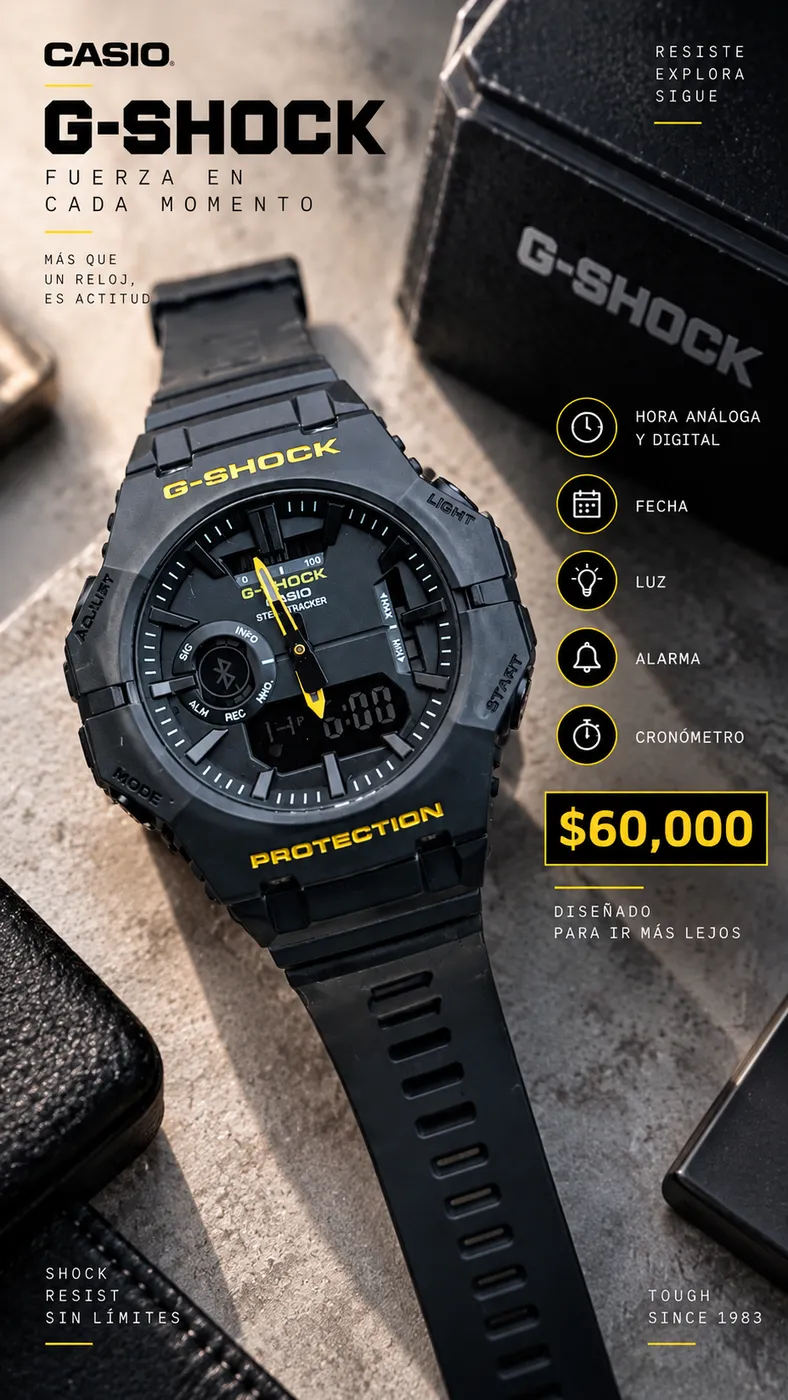 CASIO®
G-SHOCK
FUERZA EN
CADA MOMENTO
MÁS QUE
UN RELOJ,
ES ACTITUD
RESISTE
EXPLORA
SIGUE
G-SHOCK
HORA ANÁLOGA
Y DIGITAL
FECHA
LUZ
ALARMA
CRONÓMETRO
$60,000
DISEÑADO
PARA IR MÁS LEJOS
G-SHOCK
LIGHT
ADJUST
0 100
G-SHOCK
CASIO
TRACKER
INFO
SIG
ALM
REC
START
MODE
PROTECTION
SHOCK
RESIST
SIN LÍMITES
TOUGH
SINCE 1983